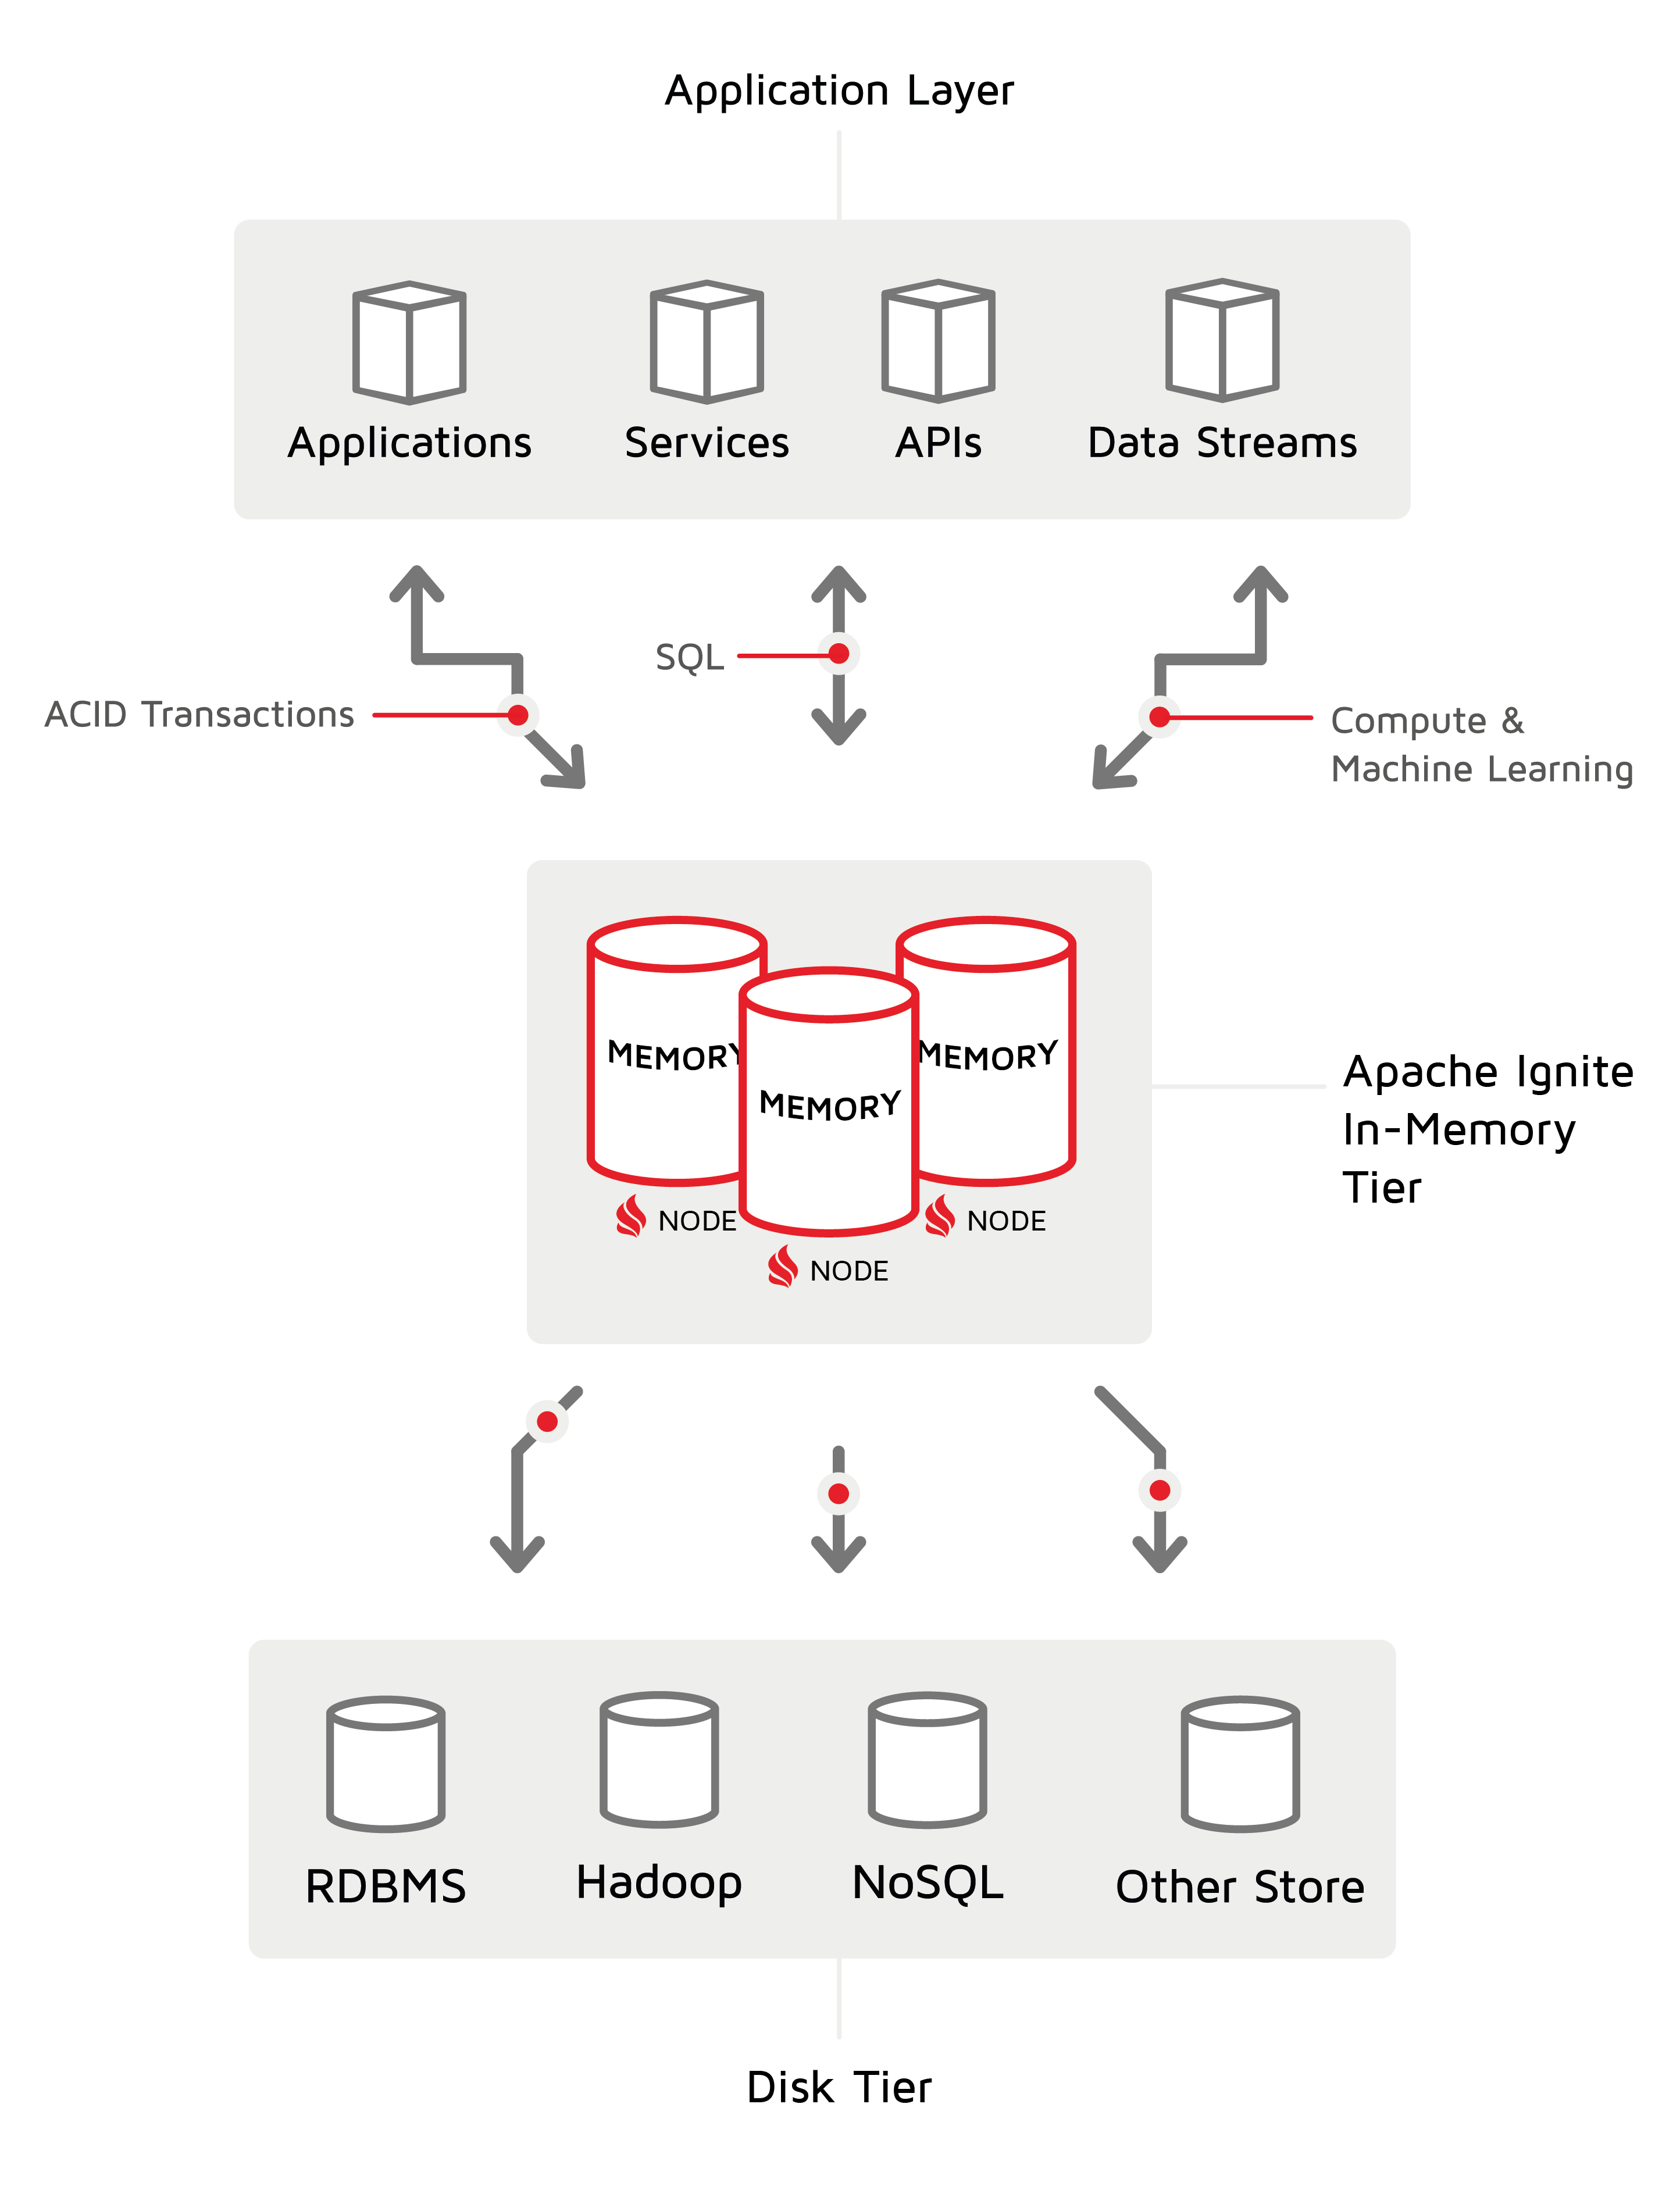 Application Layer
Applications
Services
APIs
Data Streams
SQL
ACID Transactions
Compute &
Machine Learning
MEMORY
MEMORY
MEMORY
NODE
NODE
NODE
Apache Ignite
In-Memory
Tier
RDBMS
Hadoop
NoSQL
Other Store
Disk Tier